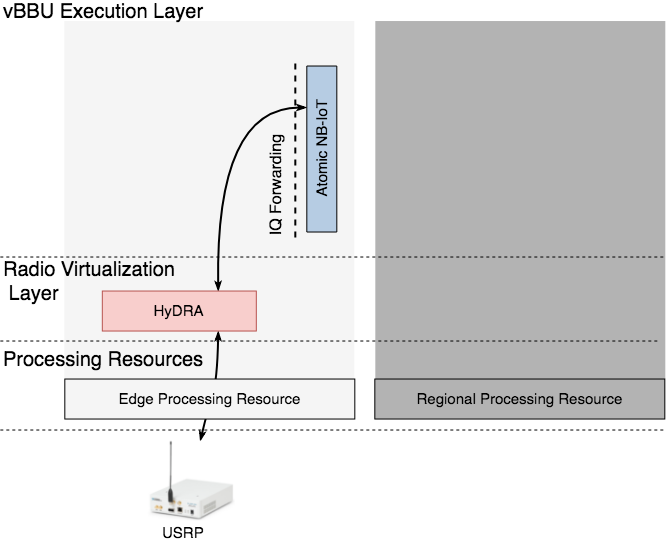 vBBU Execution Layer
IQ Forwarding
Atomic NB-IoT
Radio Virtualization
Layer
HyDRA
Processing Resources
Edge Processing Resource
Regional Processing Resource
USRP